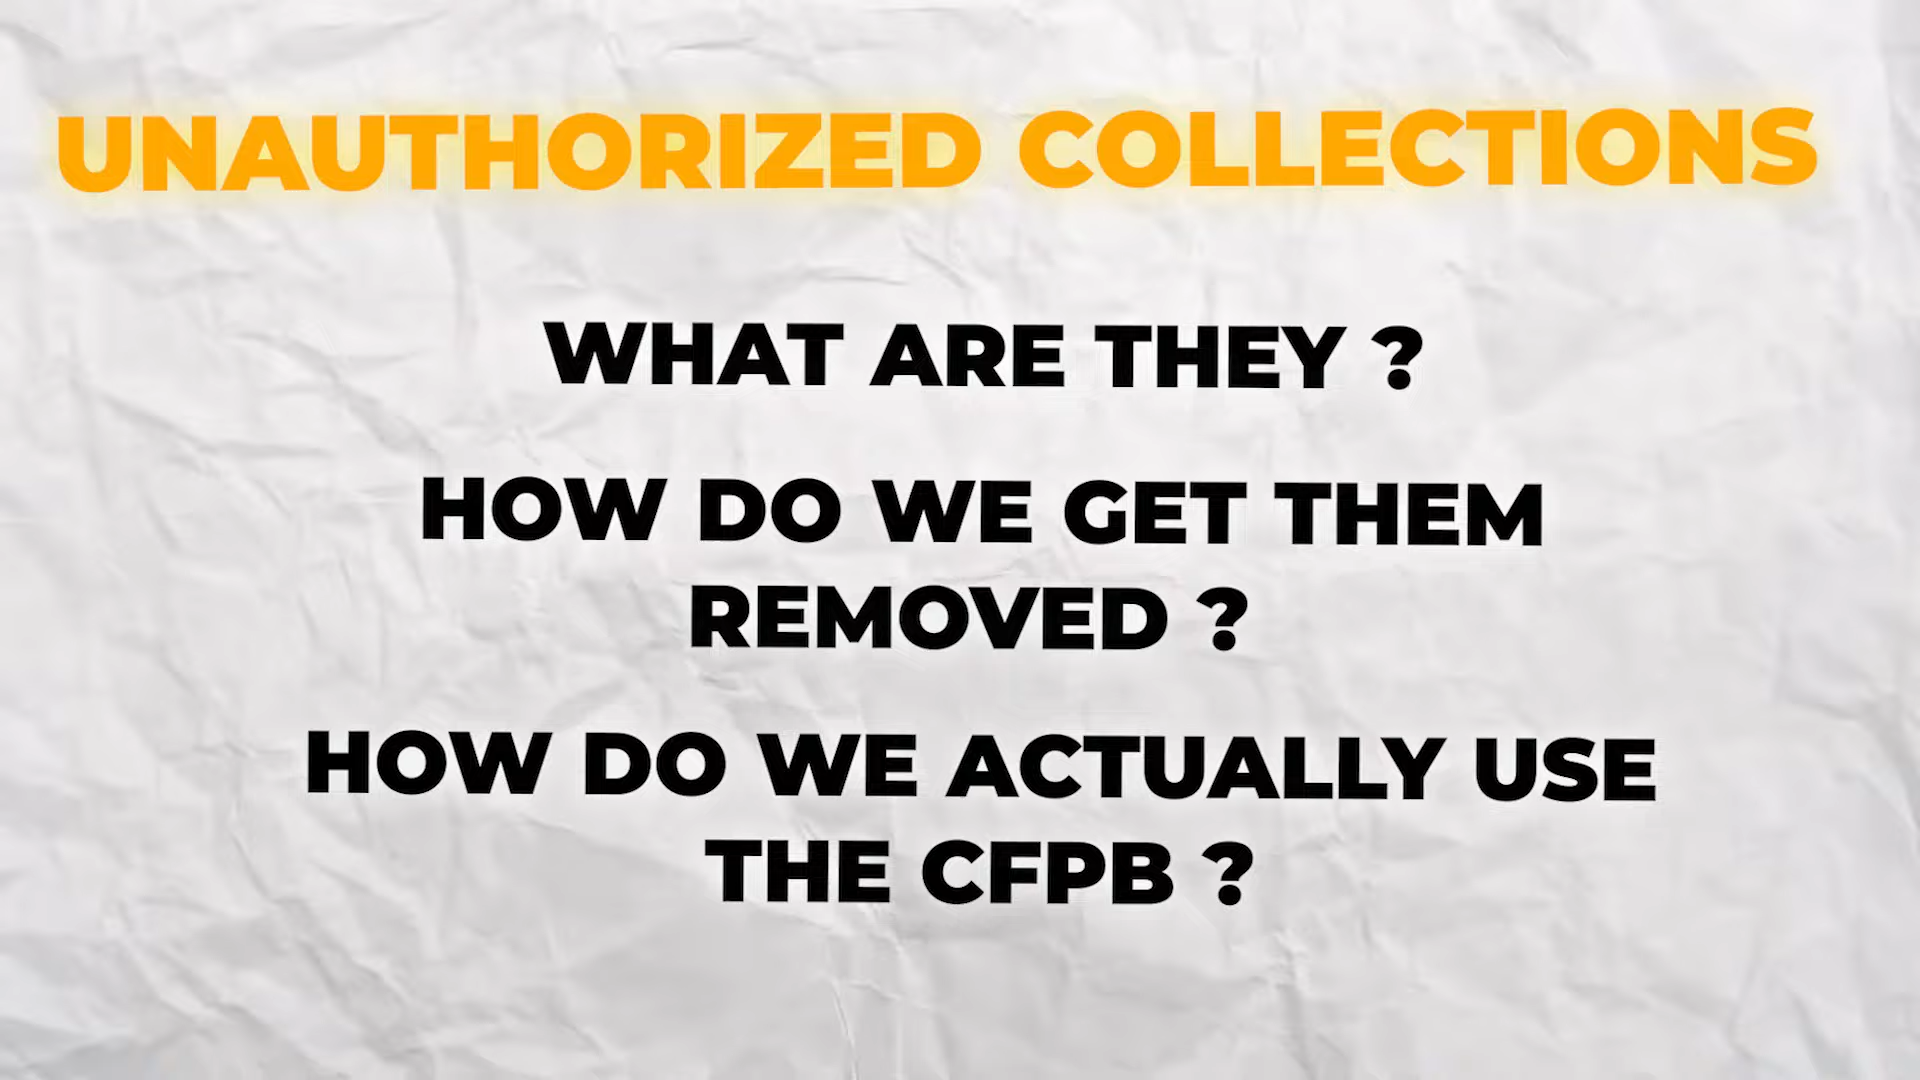 UNAUTHORIZED COLLECTIONS
WHAT ARE THEY ?
HOW DO WE GET THEM
REMOVED ?
HOW DO WE ACTUALLY USE
THE CFPB ?